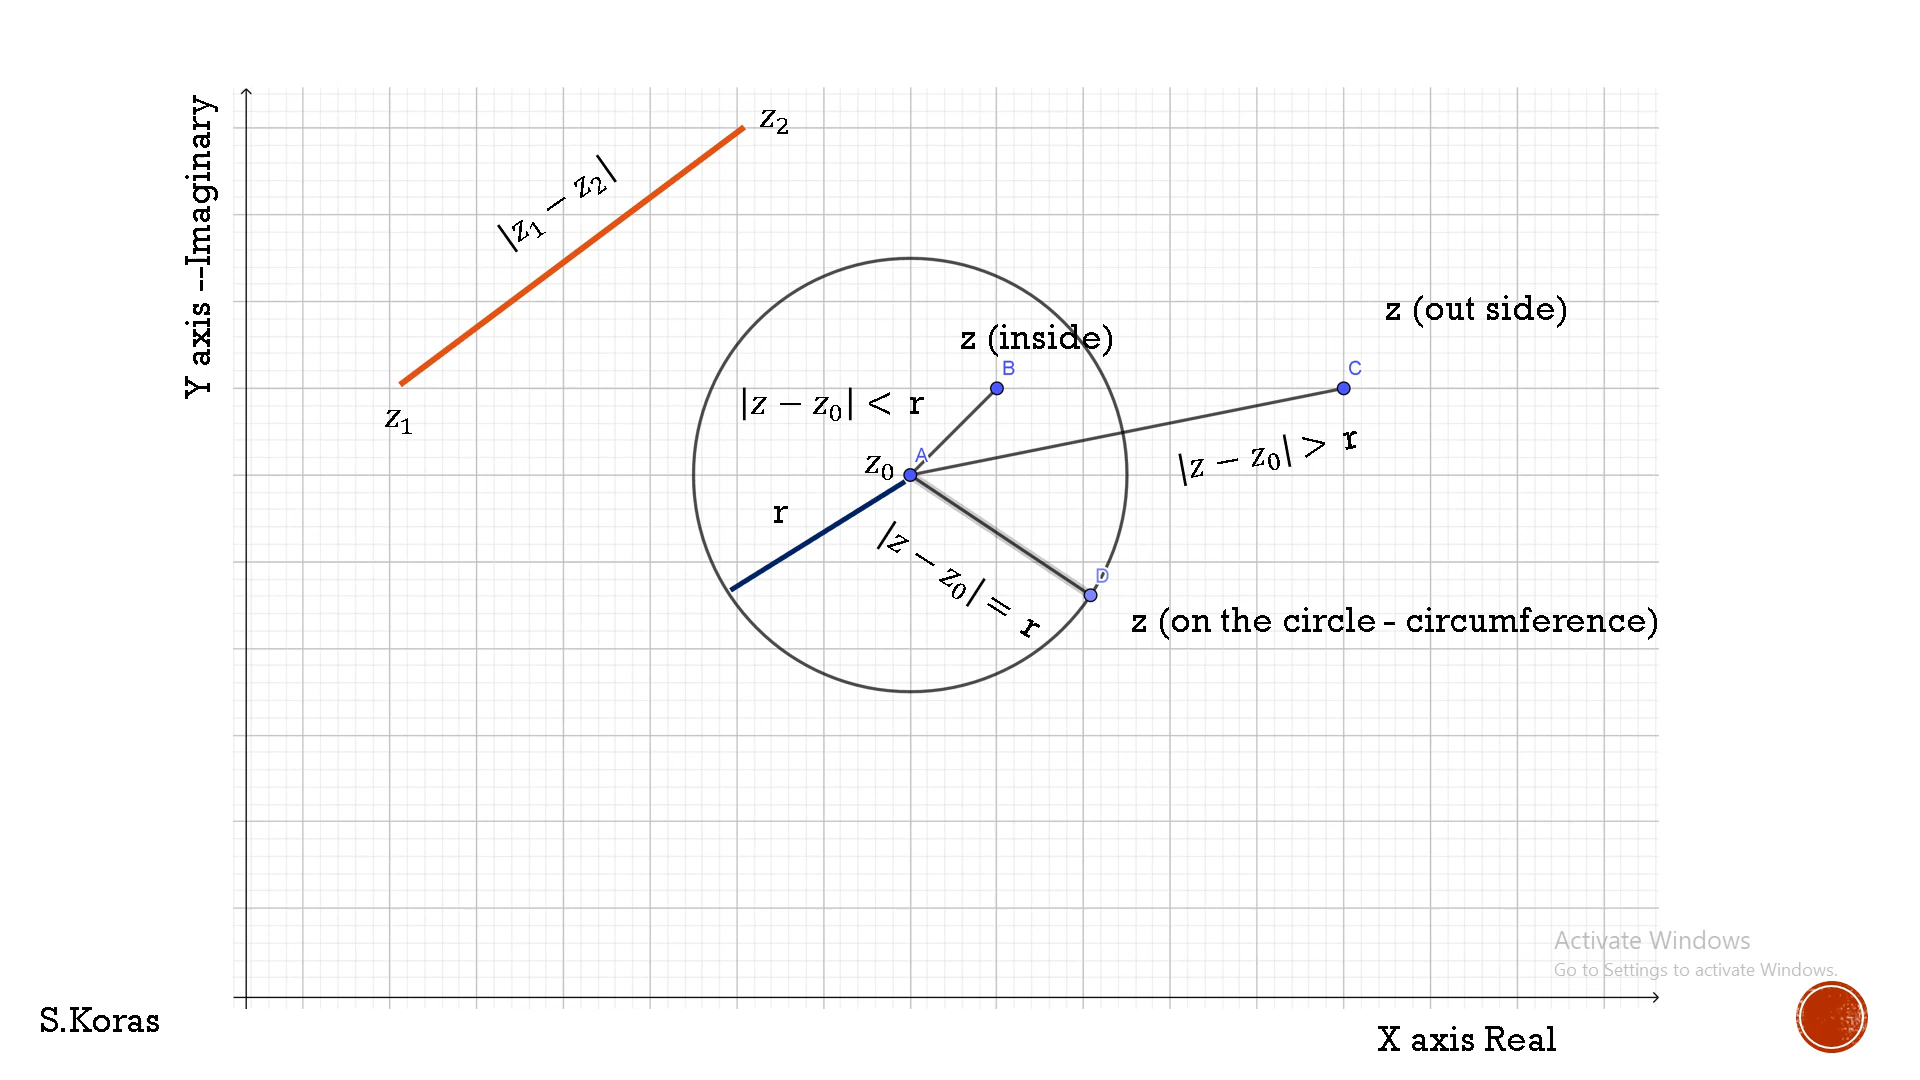 Y axis --Imaginary
z₂
|z₁ − z₂|
z₁
z (out side)
z (inside)
B
C
|z − z₀| < r
|z − z₀| > r
A
z₀
r
|z − z₀| = r
D
z (on the circle - circumference)
Activate Windows
Go to Settings to activate Windows.
S.Koras
X axis Real